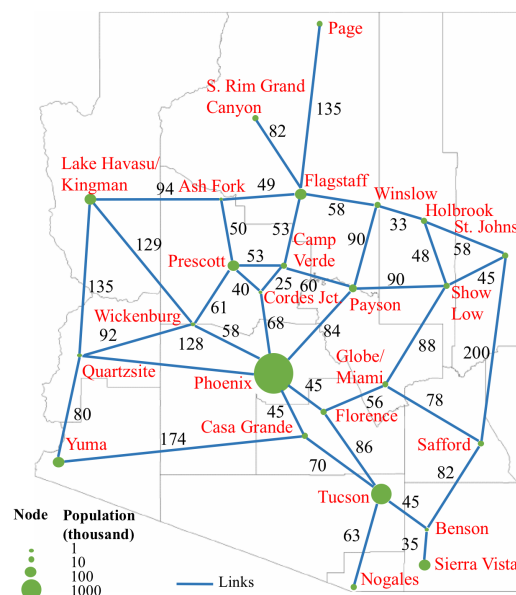 Page
S. Rim Grand
Canyon
135
82
Lake Havasu/
Kingman
94
Ash Fork
49
Flagstaff
58
Winslow
33
Holbrook
St. Johns
50
53
90
48
58
45
129
Prescott
53
Camp
Verde
135
40
25
60
Cordes Jct.
Payson
90
Show
Low
Wickenburg
61
58
68
84
92
128
88
200
Quartzsite
Phoenix
Globe/
Miami
45
56
78
80
Casa Grande
45
Florence
174
86
Safford
Yuma
70
82
Tucson
45
Benson
63
35
Sierra Vista
Nogales
Node
Population
(thousand)
1
10
100
1000
Links